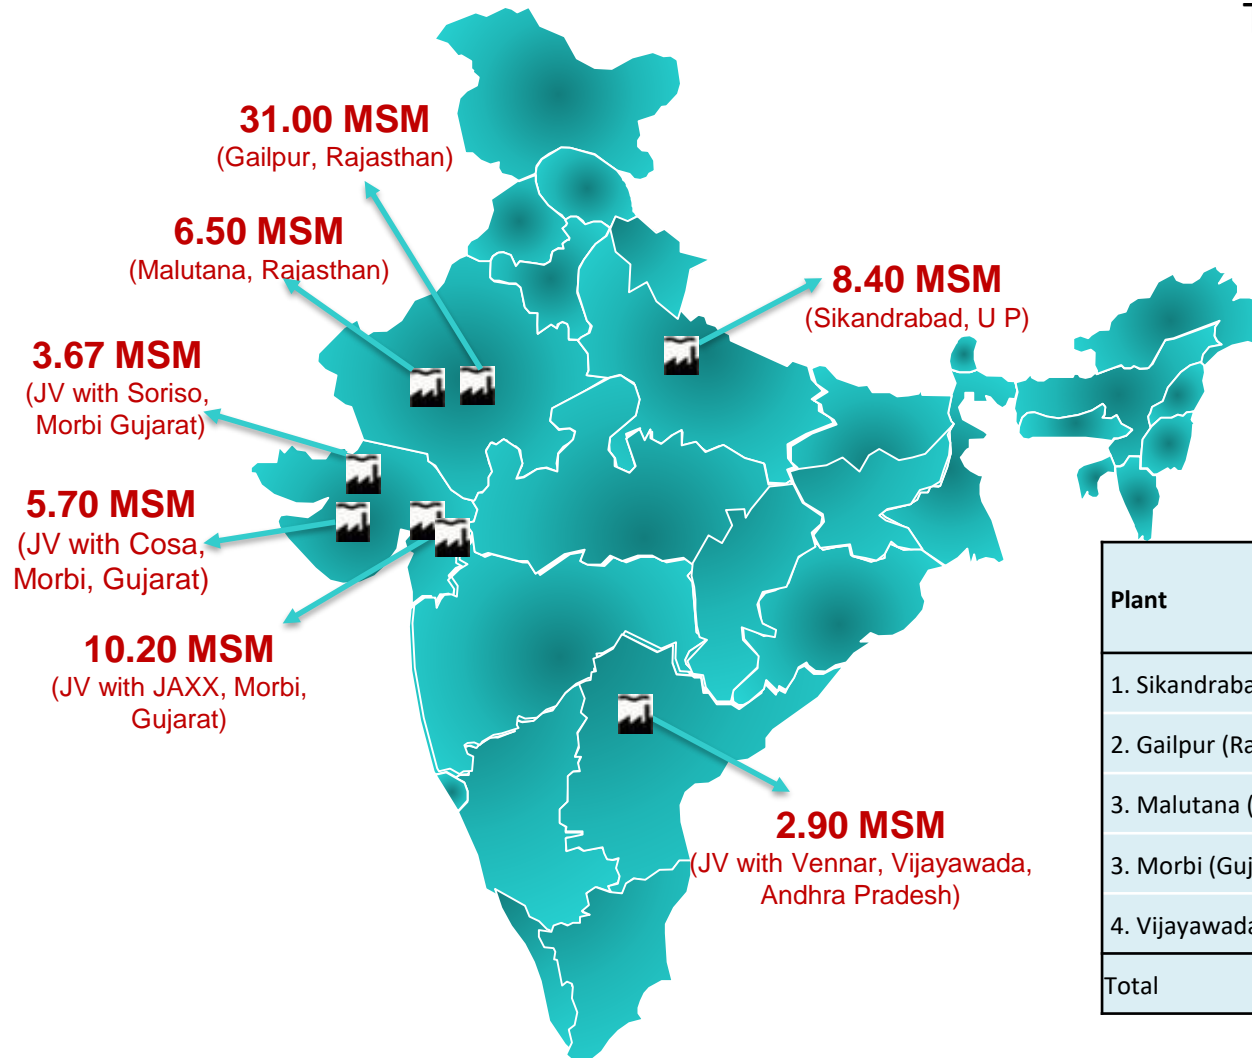 31.00 MSM
(Gailpur, Rajasthan)
6.50 MSM
(Malutana, Rajasthan)
8.40 MSM
(Sikandrabad, U P)
3.67 MSM
(JV with Soriso,
Morbi Gujarat)
5.70 MSM
(JV with Cosa,
Morbi, Gujarat)
10.20 MSM
(JV with JAXX, Morbi,
Gujarat)
2.90 MSM
(JV with Vennar, Vijayawada,
Andhra Pradesh)
Plant
1. Sikandraba
2. Gailpur (Ra
3. Malutana (
3. Morbi (Guj
4. Vijayawada
Total